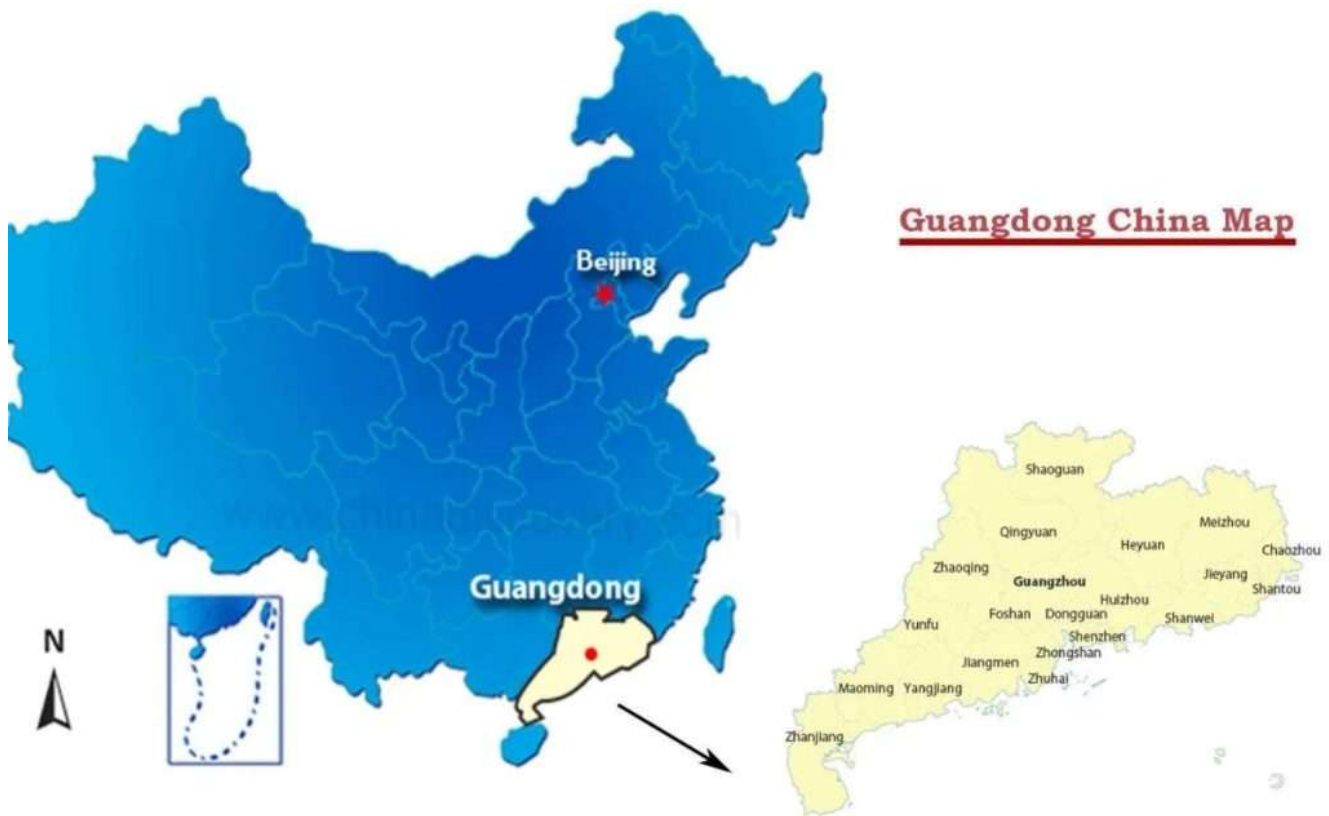 Guangdong China Map
Beijing
Guangdong
N
Shaoguan
Meizhou
Qingyuan
Heyuan
Chaozhou
Zhaoqing
Jieyang
Guangzhou
Shantou
Huizhou
Foshan
Dongguan
Shanwei
Yunfu
Shenzhen
Zhongshan
Jiangmen
Zhuhai
Maoming
Yangjiang
Zhanjiang